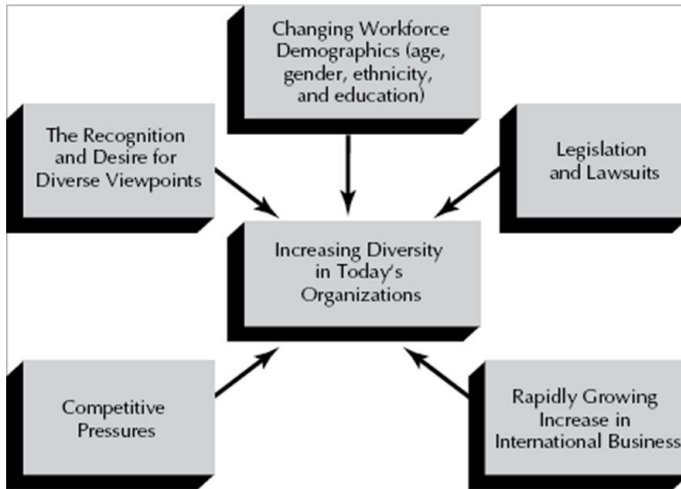 Changing Workforce
Demographics (age,
gender, ethnicity,
and education)
The Recognition
and Desire for
Diverse Viewpoints
Legislation
and Lawsuits
Increasing Diversity
in Today's
Organizations
Competitive
Pressures
Rapidly Growing
Increase in
International Business